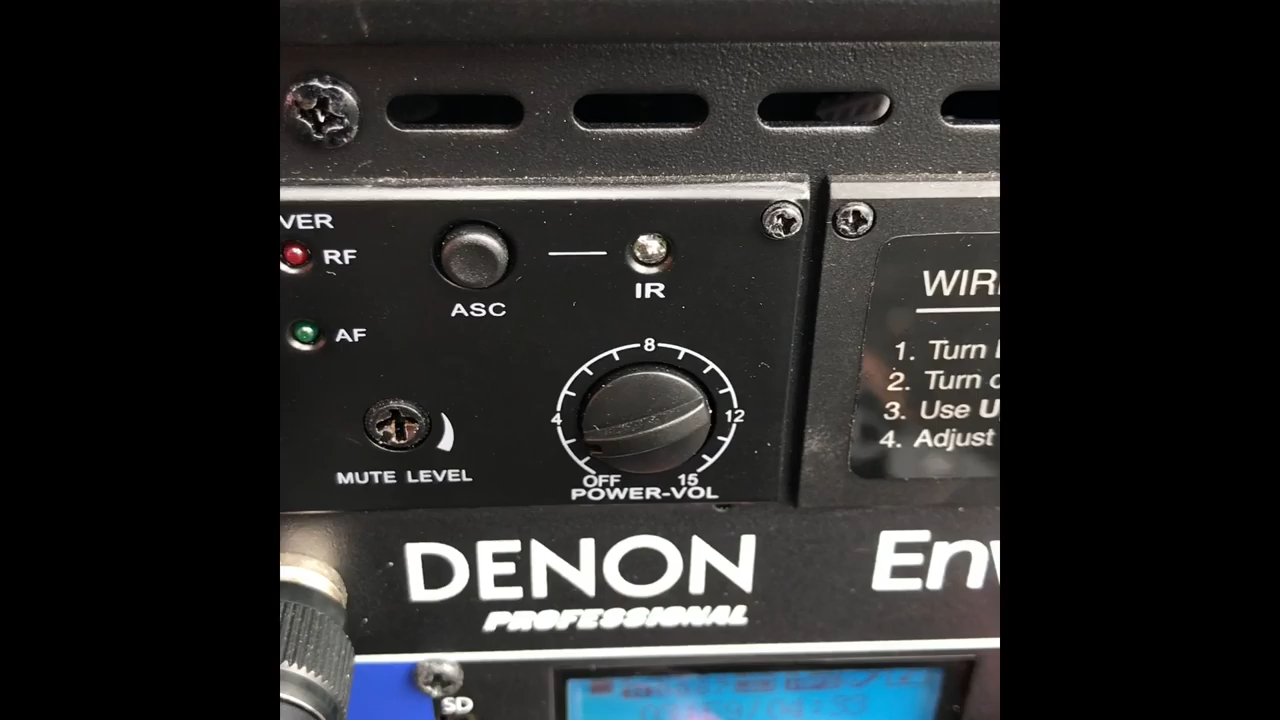 VER
RF
ASC
IR
AF
MUTE LEVEL
4
8
12
OFF
15
POWER-VOL
WIR
1. Turn
2. Turn
3. Use U
4. Adjust
DENON
PROFESSIONAL
Env
SD